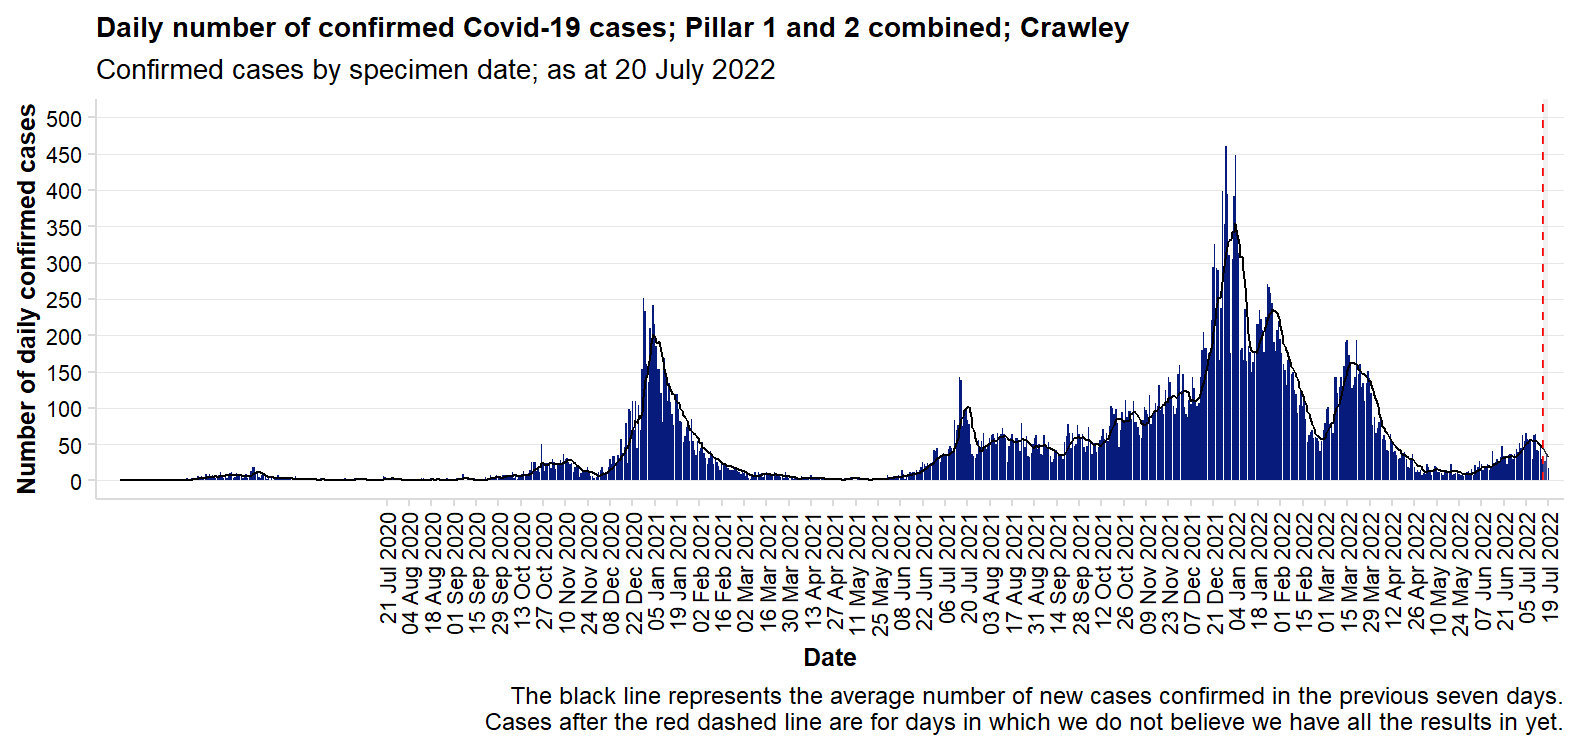 Daily number of confirmed Covid-19 cases; Pillar 1 and 2 combined; Crawley
Confirmed cases by specimen date; as at 20 July 2022
Number of daily confirmed cases
500
450
400
350
300
250
200
150
100
50
0
21 Jul 2020
04 Aug 2020
18 Aug 2020
01 Sep 2020
15 Sep 2020
29 Sep 2020
13 Oct 2020
27 Oct 2020
10 Nov 2020
24 Nov 2020
08 Dec 2020
22 Dec 2020
05 Jan 2021
19 Jan 2021
02 Feb 2021
16 Feb 2021
02 Mar 2021
16 Mar 2021
30 Mar 2021
13 Apr 2021
27 Apr 2021
11 May 2021
25 May 2021
08 Jun 2021
22 Jun 2021
06 Jul 2021
20 Jul 2021
03 Aug 2021
17 Aug 2021
31 Aug 2021
14 Sep 2021
28 Sep 2021
12 Oct 2021
26 Oct 2021
09 Nov 2021
23 Nov 2021
07 Dec 2021
21 Dec 2021
04 Jan 2022
18 Jan 2022
01 Feb 2022
15 Feb 2022
01 Mar 2022
15 Mar 2022
29 Mar 2022
12 Apr 2022
26 Apr 2022
10 May 2022
24 May 2022
07 Jun 2022
21 Jun 2022
05 Jul 2022
19 Jul 2022
Date
The black line represents the average number of new cases confirmed in the previous seven days.
Cases after the red dashed line are for days in which we do not believe we have all the results in yet.